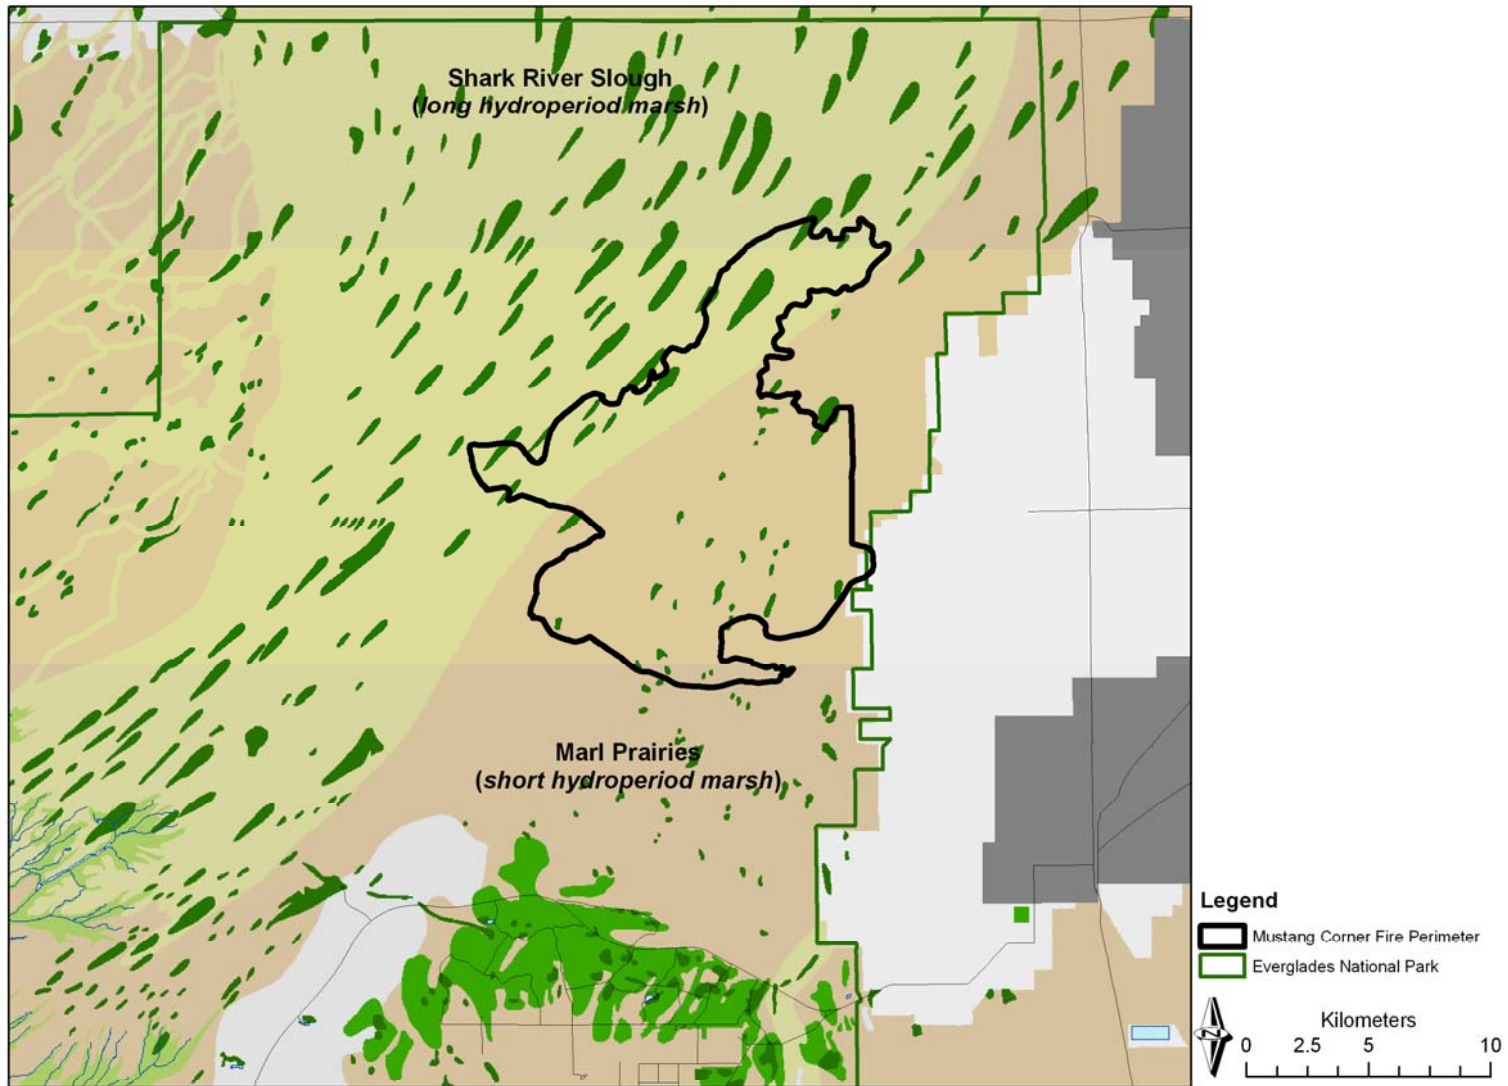 Shark River Slough
(long hydroperiod marsh)
Marl Prairies
(short hydroperiod marsh)
Legend
Mustang Corner Fire Perimeter
Everglades National Park
N
Kilometers
0 2.5 5 10